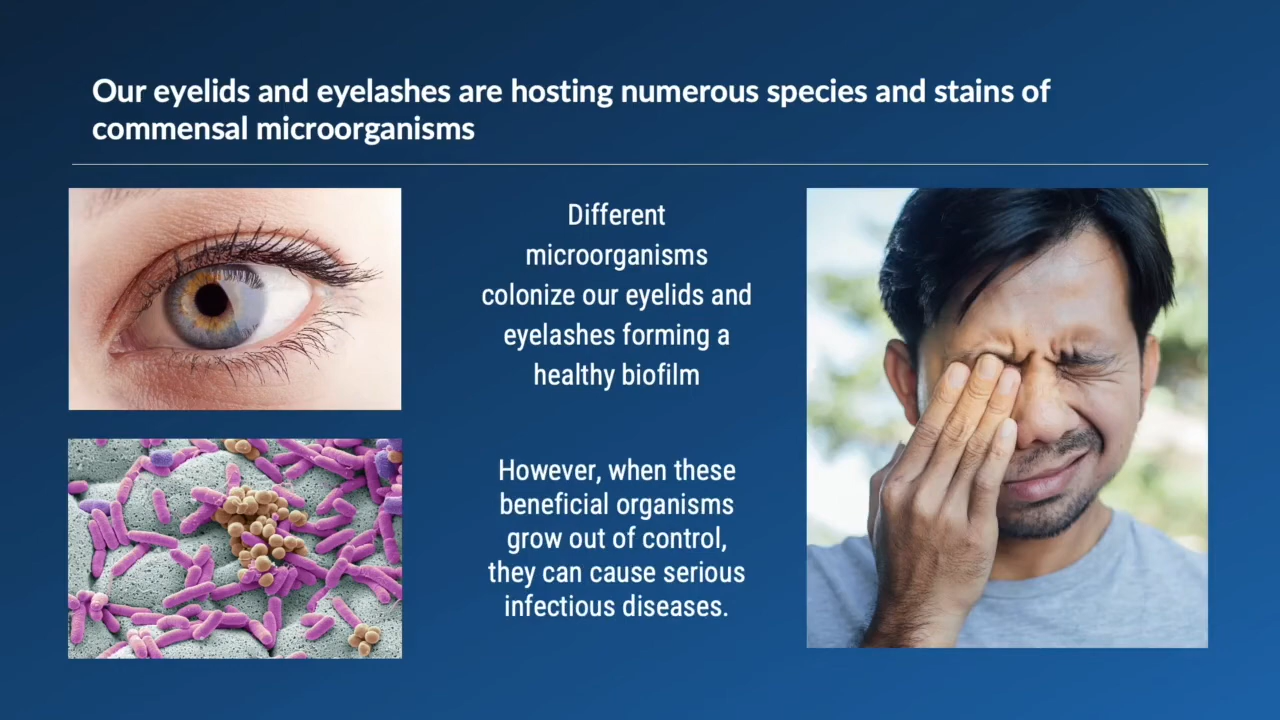 Our eyelids and eyelashes are hosting numerous species and stains of
commensal microorganisms
Different
microorganisms
colonize our eyelids and
eyelashes forming a
healthy biofilm
However, when these
beneficial organisms
grow out of control,
they can cause serious
infectious diseases.